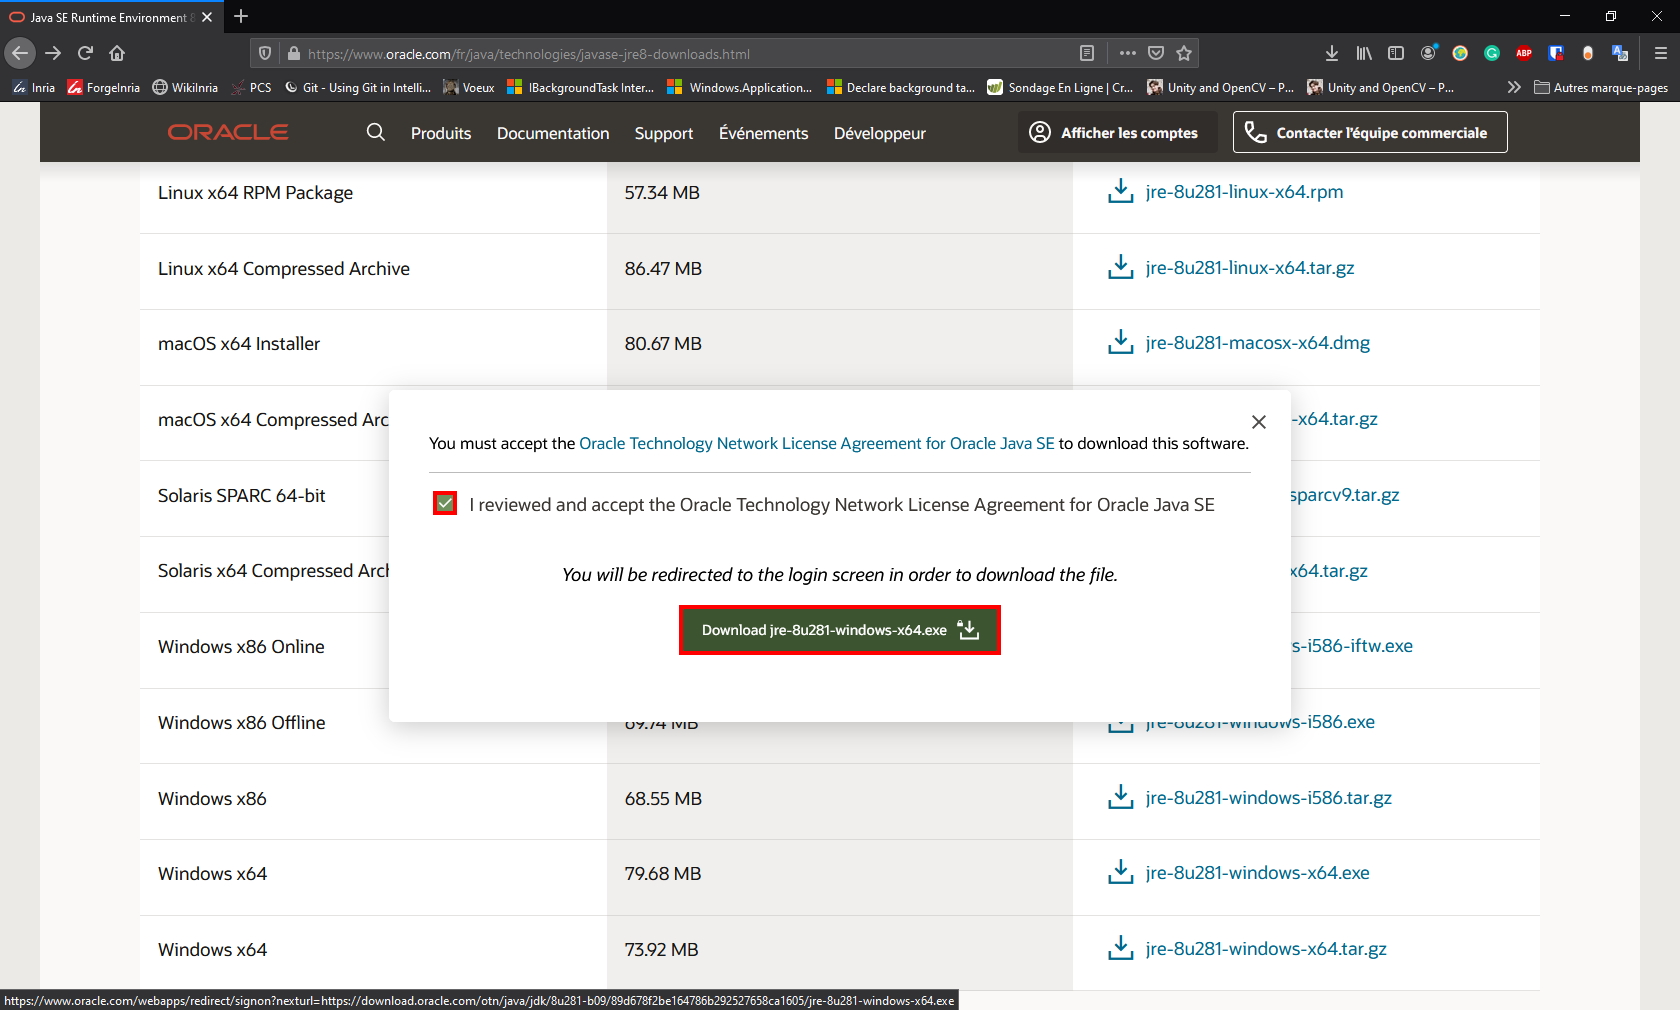 Java SE Runtime Environment 8
https://www.oracle.com/fr/java/technologies/javase-jre8-downloads.html
ABP
Inria ForgeInria WikiInria PCS Git - Using Git in Intelli... Voeux IBackgroundTask Inter... Windows.Application... Declare background ta... Sondage En Ligne | Cr... Unity and OpenCV – P... Unity and OpenCV – P... Autres marque-pages
ORACLE Produits Documentation Support Événements Développeur Afficher les comptes Contacter l'équipe commerciale
Linux x64 RPM Package 57.34 MB jre-8u281-linux-x64.rpm
Linux x64 Compressed Archive 86.47 MB jre-8u281-linux-x64.tar.gz
macOS x64 Installer 80.67 MB jre-8u281-macosx-x64.dmg
macOS x64 Compressed Arc -x64.tar.gz
You must accept the Oracle Technology Network License Agreement for Oracle Java SE to download this software.
Solaris SPARC 64-bit sparcv9.tar.gz
I reviewed and accept the Oracle Technology Network License Agreement for Oracle Java SE
Solaris x64 Compressed Arch x64.tar.gz
You will be redirected to the login screen in order to download the file.
Download jre-8u281-windows-x64.exe
Windows x86 Online s-i586-iftw.exe
Windows x86 Offline 69.74 MB jre-8u281-windows-i586.exe
Windows x86 68.55 MB jre-8u281-windows-i586.tar.gz
Windows x64 79.68 MB jre-8u281-windows-x64.exe
Windows x64 73.92 MB jre-8u281-windows-x64.tar.gz
https://www.oracle.com/webapps/redirect/signon?nexturl=https://download.oracle.com/otn/java/jdk/8u281-b09/89d678f2be164786b292527658ca1605/jre-8u281-windows-x64.exe